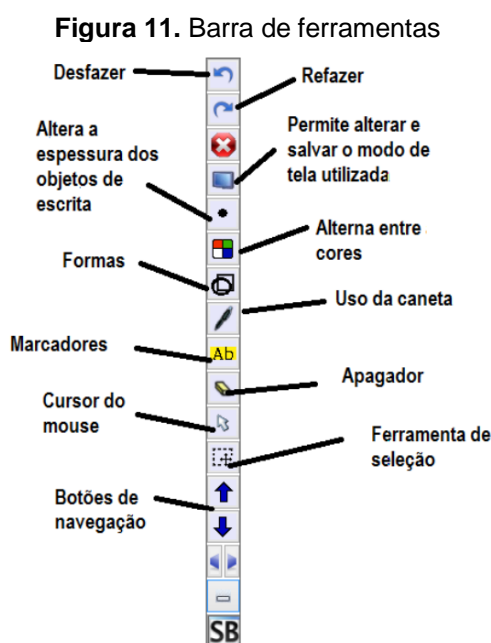 Figura 11. Barra de ferramentas
Desfazer
Refazer
Altera a
espessura dos
objetos de
escrita
Permite alterar e
salvar o modo de
tela utilizada
Alterna entre
cores
Formas
Uso da caneta
Marcadores
Ab
Apagador
Cursor do
mouse
Ferramenta de
seleção
Botões de
navegação
SB